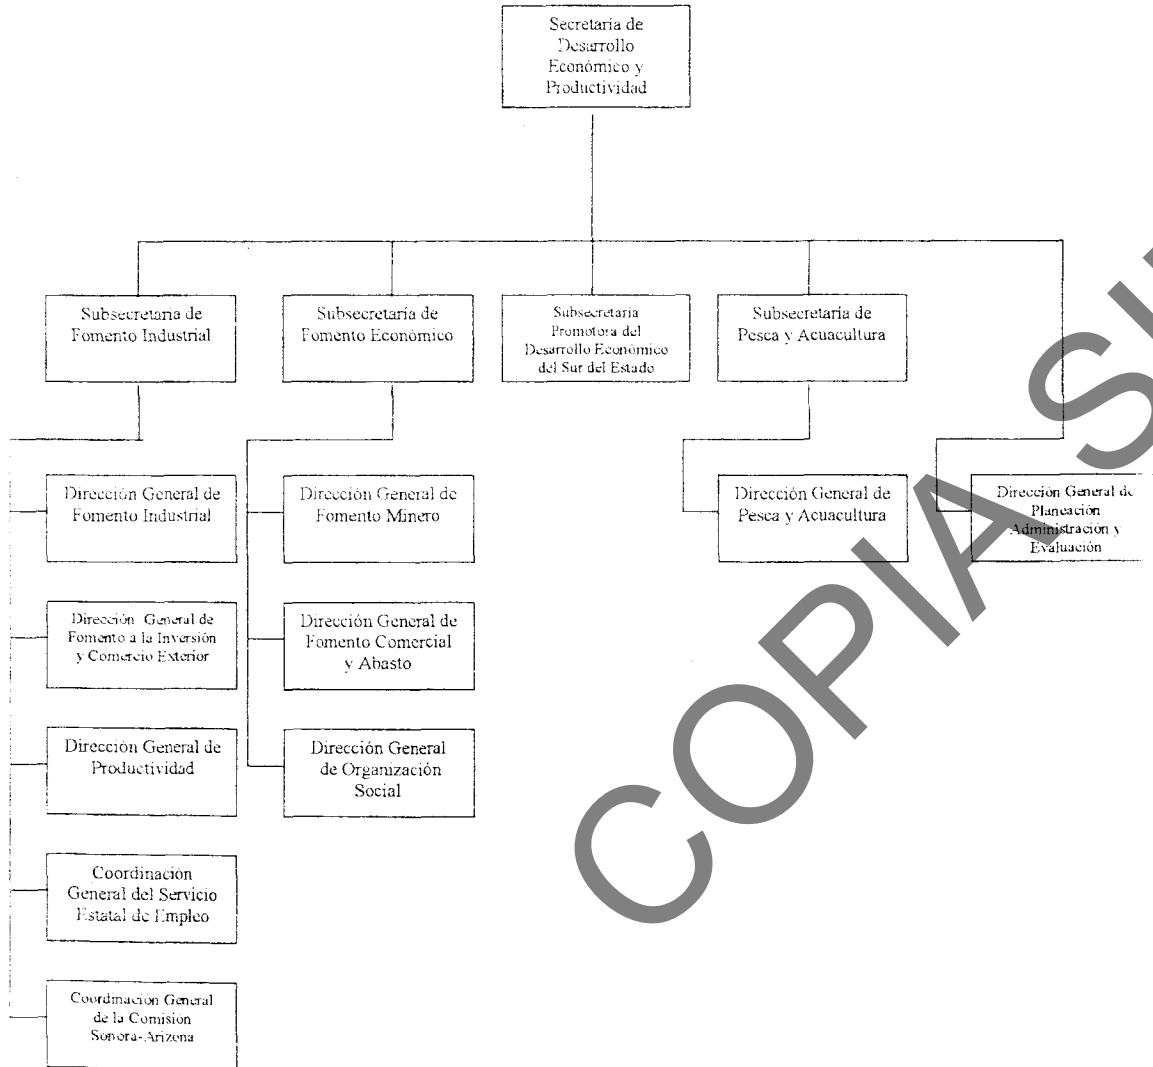 Secretaría de
Desarrollo
Económico y
Productividad
Subsecretaría de
Fomento Industrial
Subsecretaría de
Fomento Económico
Subsecretaría
Promotora del
Desarrollo Económico
del Sur del Estado
Subsecretaría de
Pesca y Acuacultura
Dirección General de
Fomento Industrial
Dirección General de
Fomento Minero
Dirección General de
Pesca y Acuacultura
Dirección General de
Planeación
Administración y
Evaluación
Dirección General de
Fomento a la Inversión
y Comercio Exterior
Dirección General de
Fomento Comercial
y Abasto
Dirección General de
Productividad
Dirección General
de Organización
Social
Coordinación
General del Servicio
Estatal de Empleo
Coordinación General
de la Comisión
Sonora-Arizona
COPIA